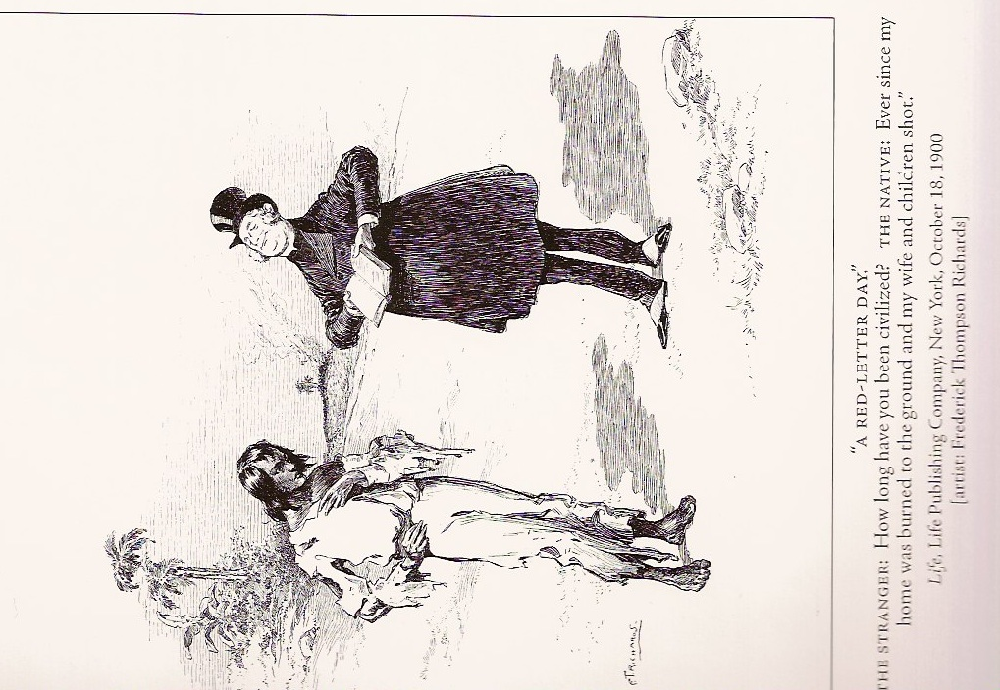 F.T. RICHARDS.
"A RED-LETTER DAY."
THE STRANGER: How long have you been civilized? THE NATIVE: Ever since my
home was burned to the ground and my wife and children shot."
Life, Life Publishing Company, New York, October 18, 1900
[artist: Frederick Thompson Richards]